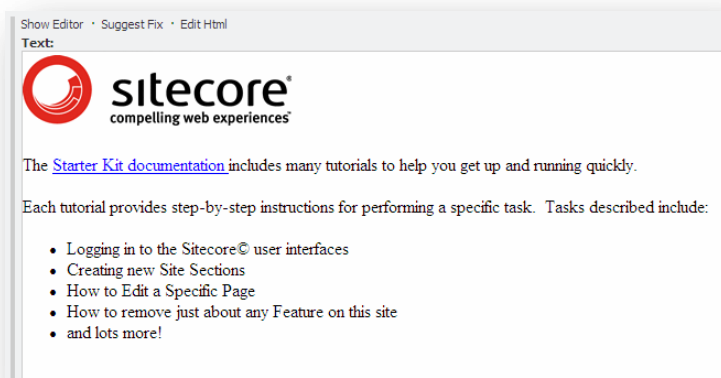 Show Editor · Suggest Fix · Edit Html
Text:
sitecore®
compelling web experiences™
The Starter Kit documentation includes many tutorials to help you get up and running quickly.
Each tutorial provides step-by-step instructions for performing a specific task.  Tasks described include:
• Logging in to the Sitecore© user interfaces
• Creating new Site Sections
• How to Edit a Specific Page
• How to remove just about any Feature on this site
• and lots more!